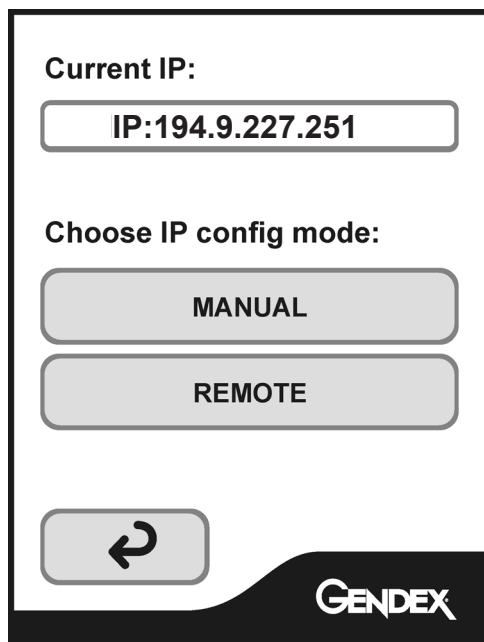 Current IP:
IP:194.9.227.251
Choose IP config mode:
MANUAL
REMOTE
GENDEX